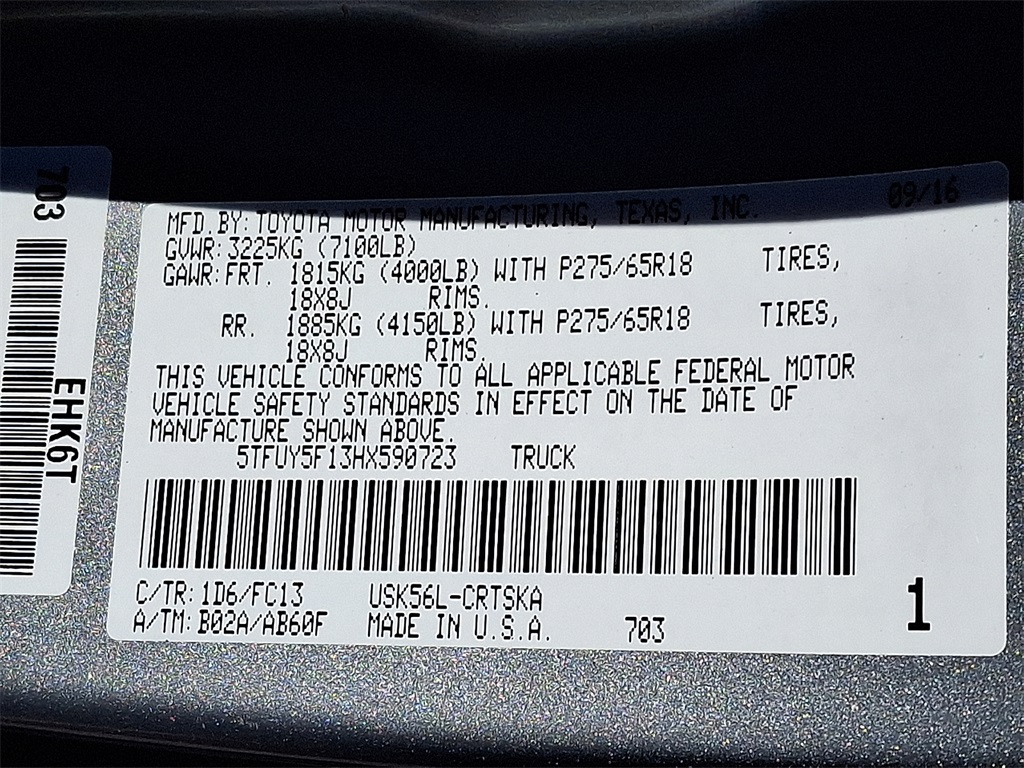 703
EHK6T
MFD.BY: TOYOTA MOTOR MANUFACTURING, TEXAS, INC. 09/16
GVWR: 3225KG (7100LB)
GAWR: FRT. 1815KG (4000LB) WITH P275/65R18 TIRES,
18X8J RIMS.
RR. 1885KG (4150LB) WITH P275/65R18 TIRES,
18X8J RIMS.
THIS VEHICLE CONFORMS TO ALL APPLICABLE FEDERAL MOTOR
VEHICLE SAFETY STANDARDS IN EFFECT ON THE DATE OF
MANUFACTURE SHOWN ABOVE.
5TFUY5F13HX590723 TRUCK
C/TR: 1D6/FC13 USK56L-CRTSKA
A/TM: B02A/AB60F MADE IN U.S.A. 703
1